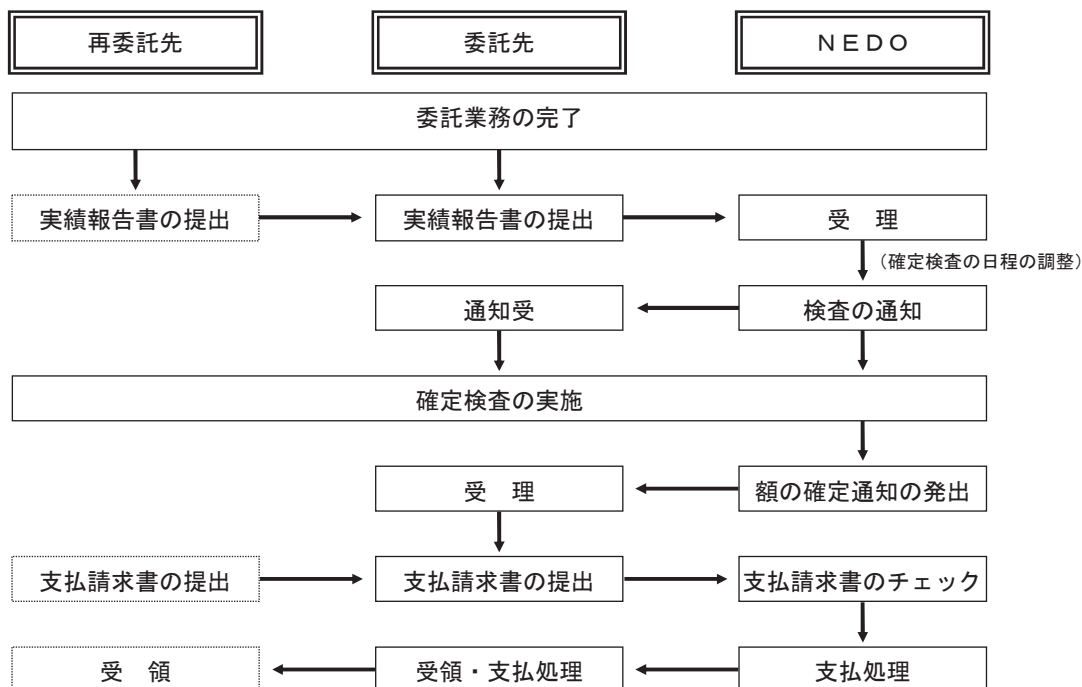 再委託先 委託先 NEDO
委託業務の完了
実績報告書の提出 実績報告書の提出 受 理
（確定検査の日程の調整）
通知受 検査の通知
確定検査の実施
受 理 額の確定通知の発出
支払請求書の提出 支払請求書の提出 支払請求書のチェック
受 領 受領・支払処理 支払処理